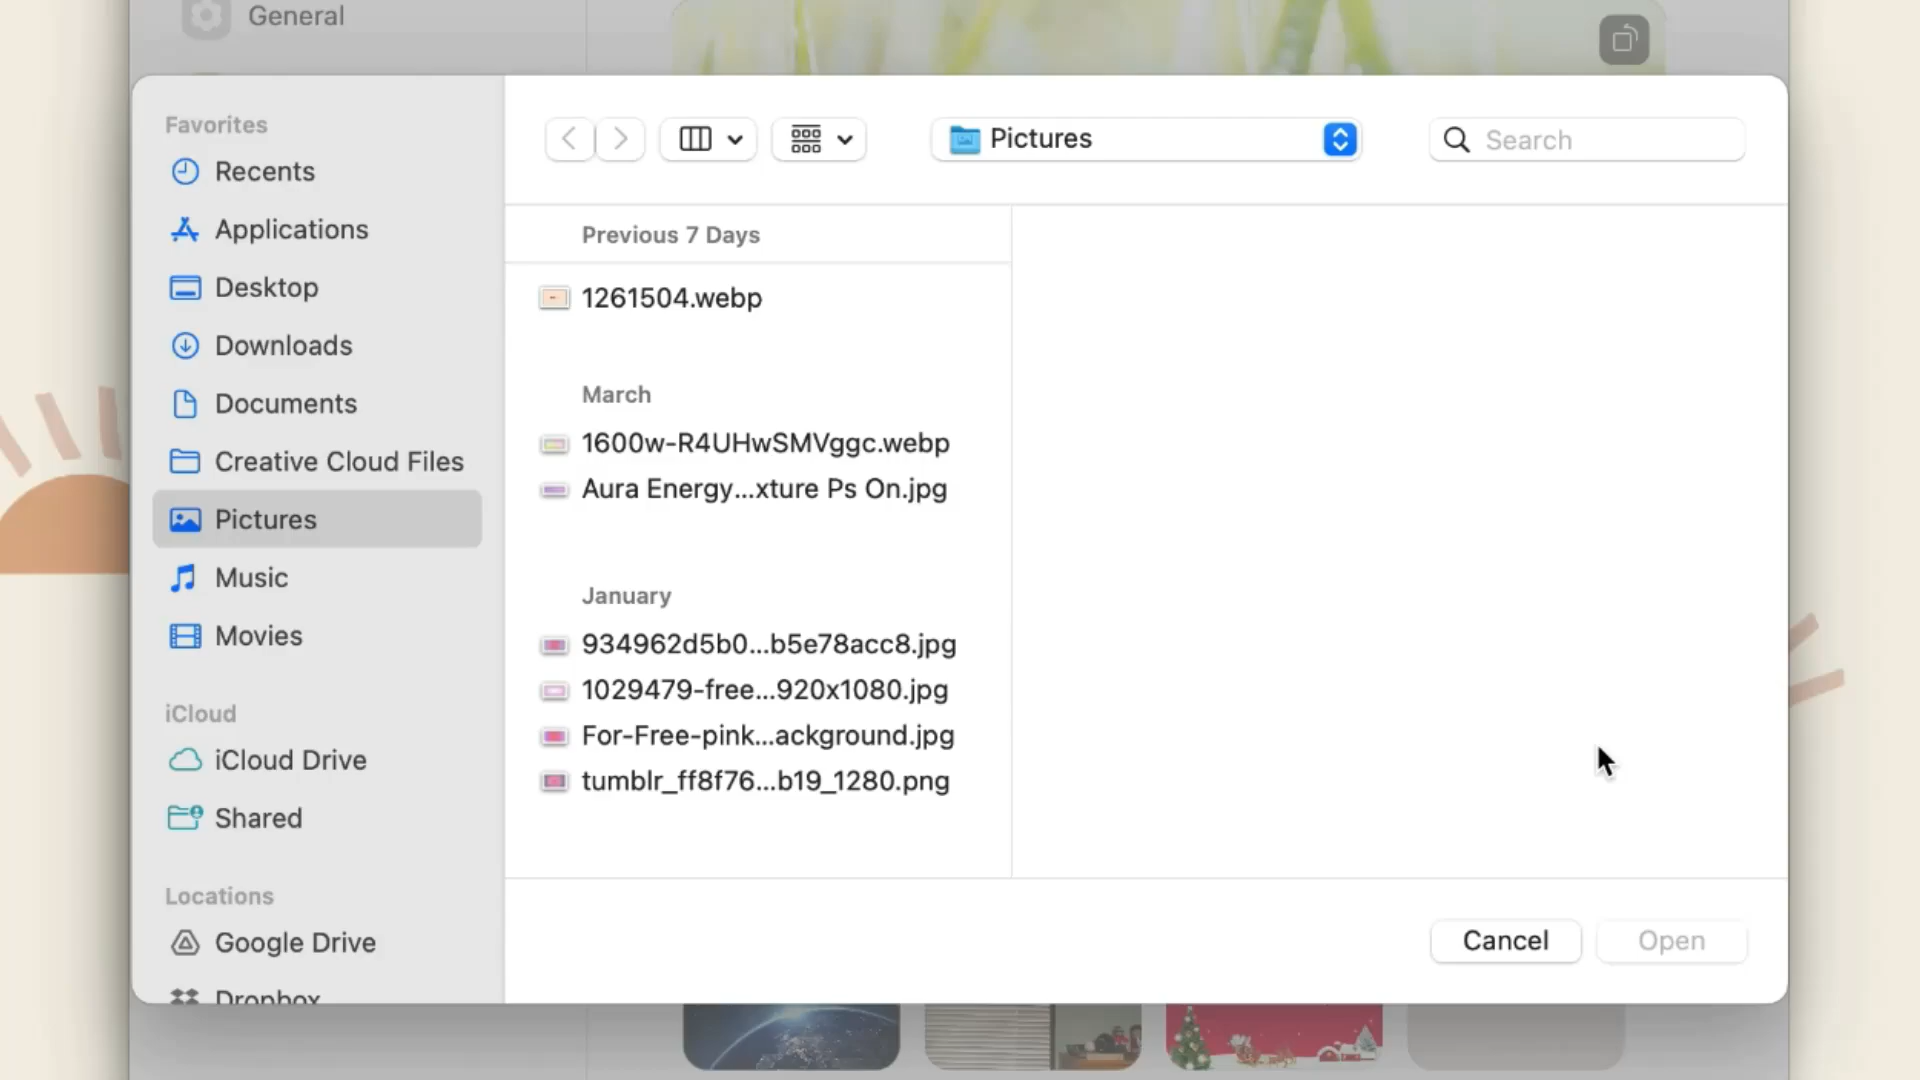 General
Favorites
Recents
Applications
Desktop
Downloads
Documents
Creative Cloud Files
Pictures
Music
Movies
iCloud
iCloud Drive
Shared
Locations
Google Drive
Dropbox
Pictures
Search
Previous 7 Days
1261504.webp
March
1600w-R4UHwSMVggc.webp
Aura Energy...xture Ps On.jpg
January
934962d5b0...b5e78acc8.jpg
1029479-free...920x1080.jpg
For-Free-pink...ackground.jpg
tumblr_ff8f76...b19_1280.png
Cancel
Open